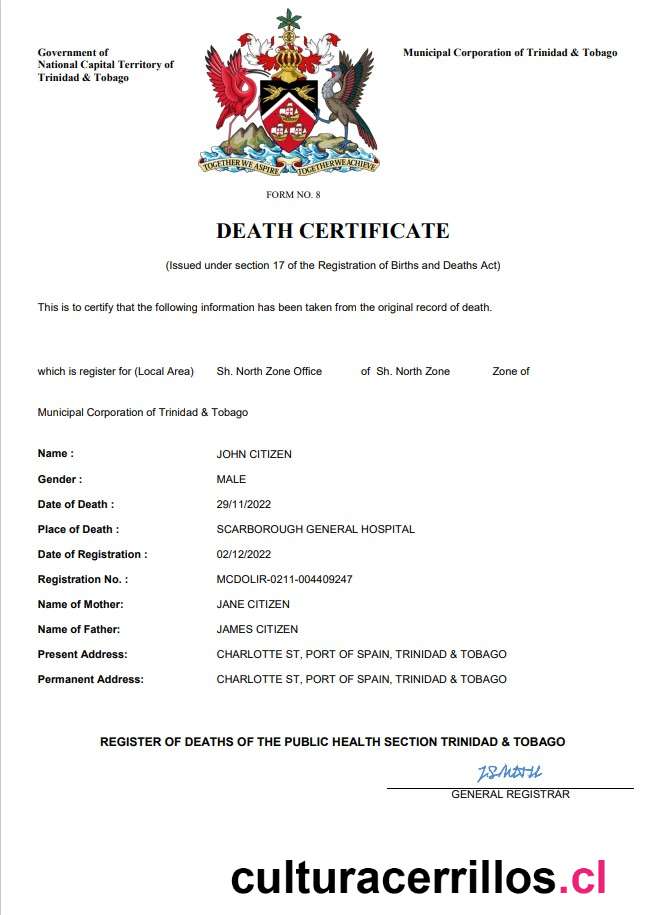 Government of
National Capital Territory of
Trinidad & Tobago
Municipal Corporation of Trinidad & Tobago
TOGETHER WE ASPIRE TOGETHER WE ACHIEVE
FORM NO. 8
DEATH CERTIFICATE
(Issued under section 17 of the Registration of Births and Deaths Act)
This is to certify that the following information has been taken from the original record of death.
which is register for (Local Area) Sh. North Zone Office of Sh. North Zone Zone of
Municipal Corporation of Trinidad & Tobago
Name : JOHN CITIZEN
Gender : MALE
Date of Death : 29/11/2022
Place of Death : SCARBOROUGH GENERAL HOSPITAL
Date of Registration : 02/12/2022
Registration No. : MCDOLIR-0211-004409247
Name of Mother: JANE CITIZEN
Name of Father: JAMES CITIZEN
Present Address: CHARLOTTE ST, PORT OF SPAIN, TRINIDAD & TOBAGO
Permanent Address: CHARLOTTE ST, PORT OF SPAIN, TRINIDAD & TOBAGO
REGISTER OF DEATHS OF THE PUBLIC HEALTH SECTION TRINIDAD & TOBAGO
GENERAL REGISTRAR
culturacerrillos.cl